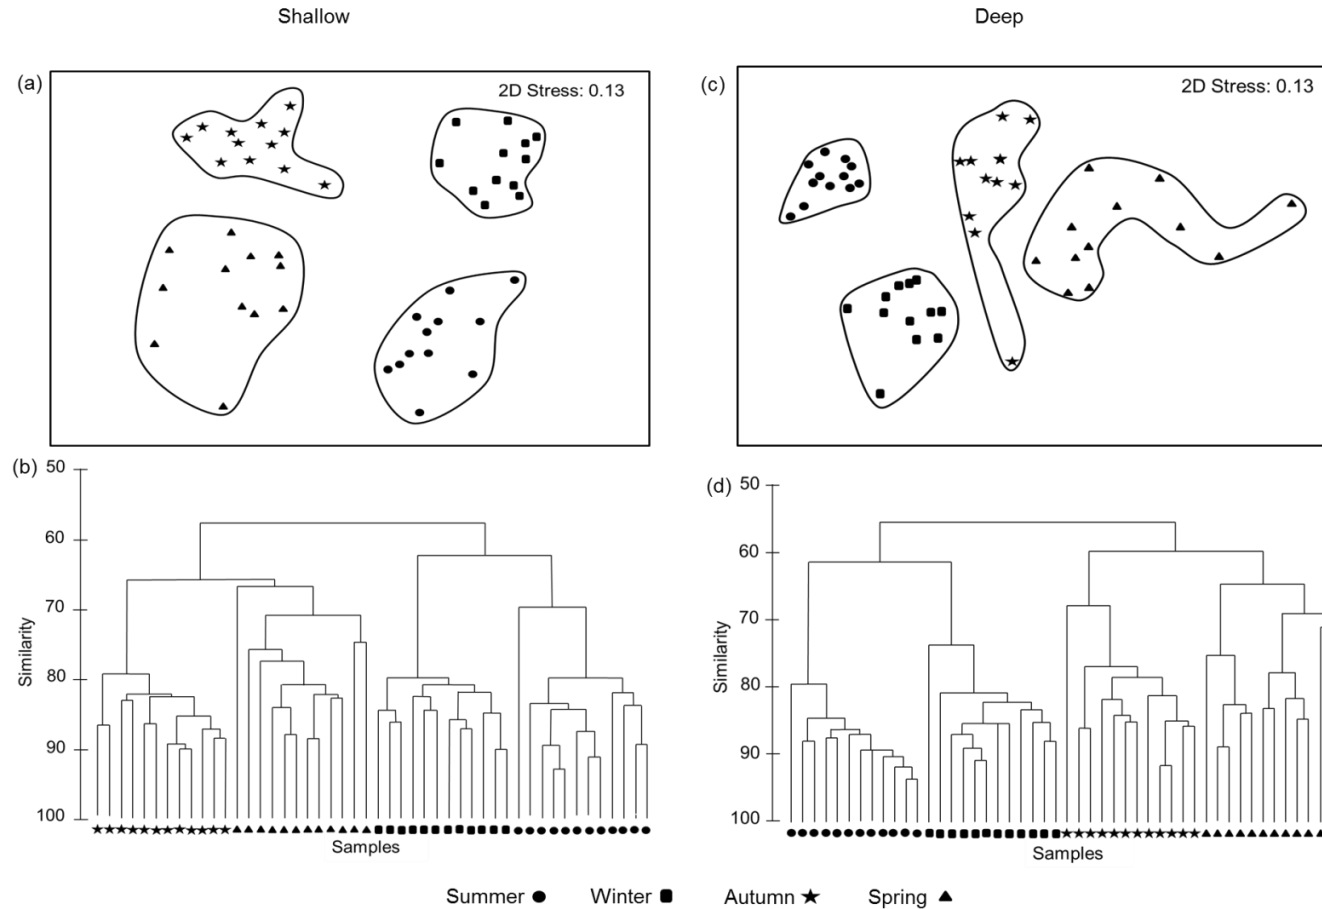 Shallow
Deep
(a)
2D Stress: 0.13
(c)
2D Stress: 0.13
(b)
50
60
70
80
90
100
Similarity
Samples
(d)
50
60
70
80
90
100
Similarity
Samples
Summer
Winter
Autumn
Spring